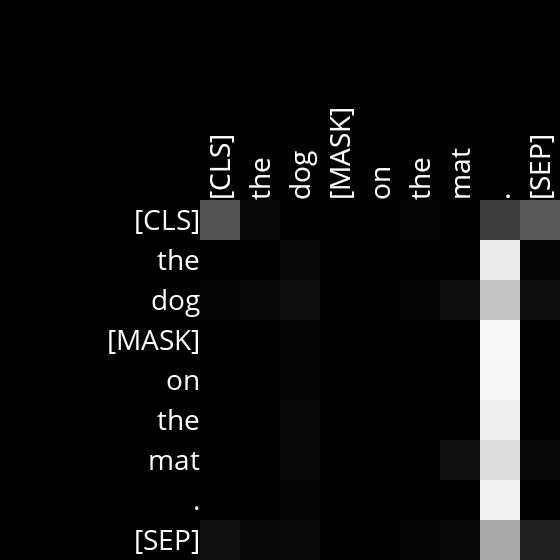 [CLS] the dog [MASK] on the mat . [SEP]
[CLS]
the
dog
[MASK]
on
the
mat
.
[SEP]